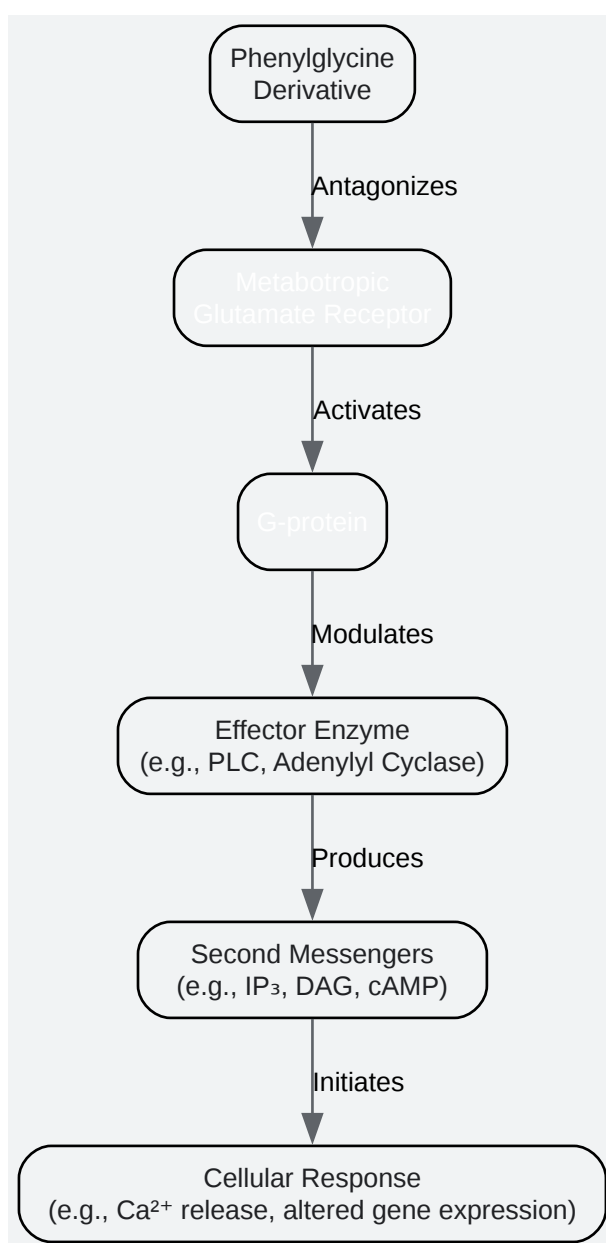 Phenylglycine
Derivative
Antagonizes
Metabotropic
Glutamate Receptor
Activates
G-protein
Modulates
Effector Enzyme
(e.g., PLC, Adenylyl Cyclase)
Produces
Second Messengers
(e.g., IP₃, DAG, cAMP)
Initiates
Cellular Response
(e.g., Ca²⁺ release, altered gene expression)